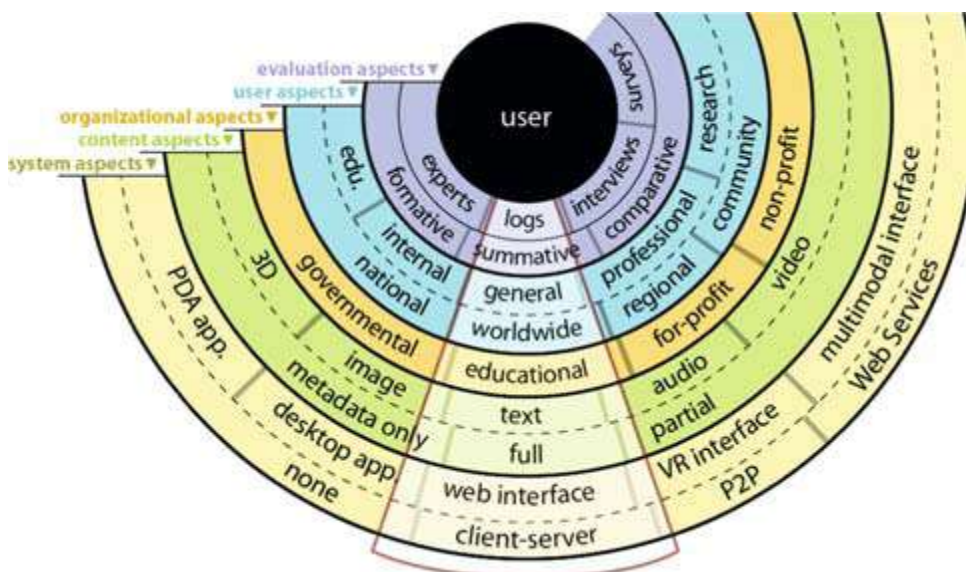 evaluation aspects
user aspects
organizational aspects
content aspects
system aspects
user
experts
logs
interviews
surveys
formative
summative
comparative
edu.
internal
general
professional
research
national
worldwide
regional
community
governmental
educational
for-profit
non-profit
3D
image
text
audio
video
metadata only
full
partial
PDA app.
desktop app.
web interface
VR interface
multimodal interface
none
client-server
P2P
Web Services